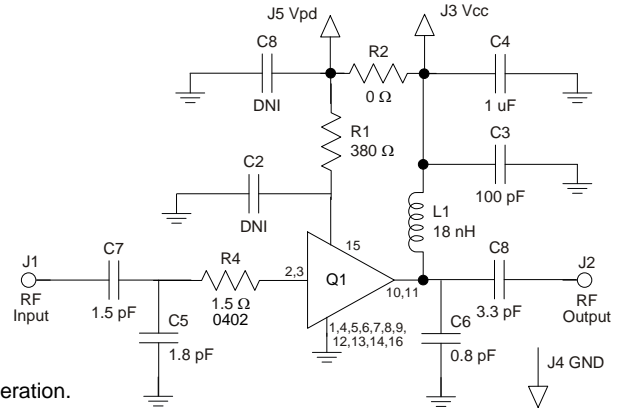 J5 Vpd
J3 Vcc
C8
R2
C4
DNI
0 Ω
1 uF
R1
380 Ω
C2
C3
DNI
100 pF
L1
18 nH
J1
C7
R4
15
Q1
2,3
10,11
C8
J2
RF
Input
1.5 pF
1.5 Ω
0402
C5
1.8 pF
1,4,5,6,7,8,9,
12,13,14,16
C6
0.8 pF
3.3 pF
RF
Output
J4 GND
eration.